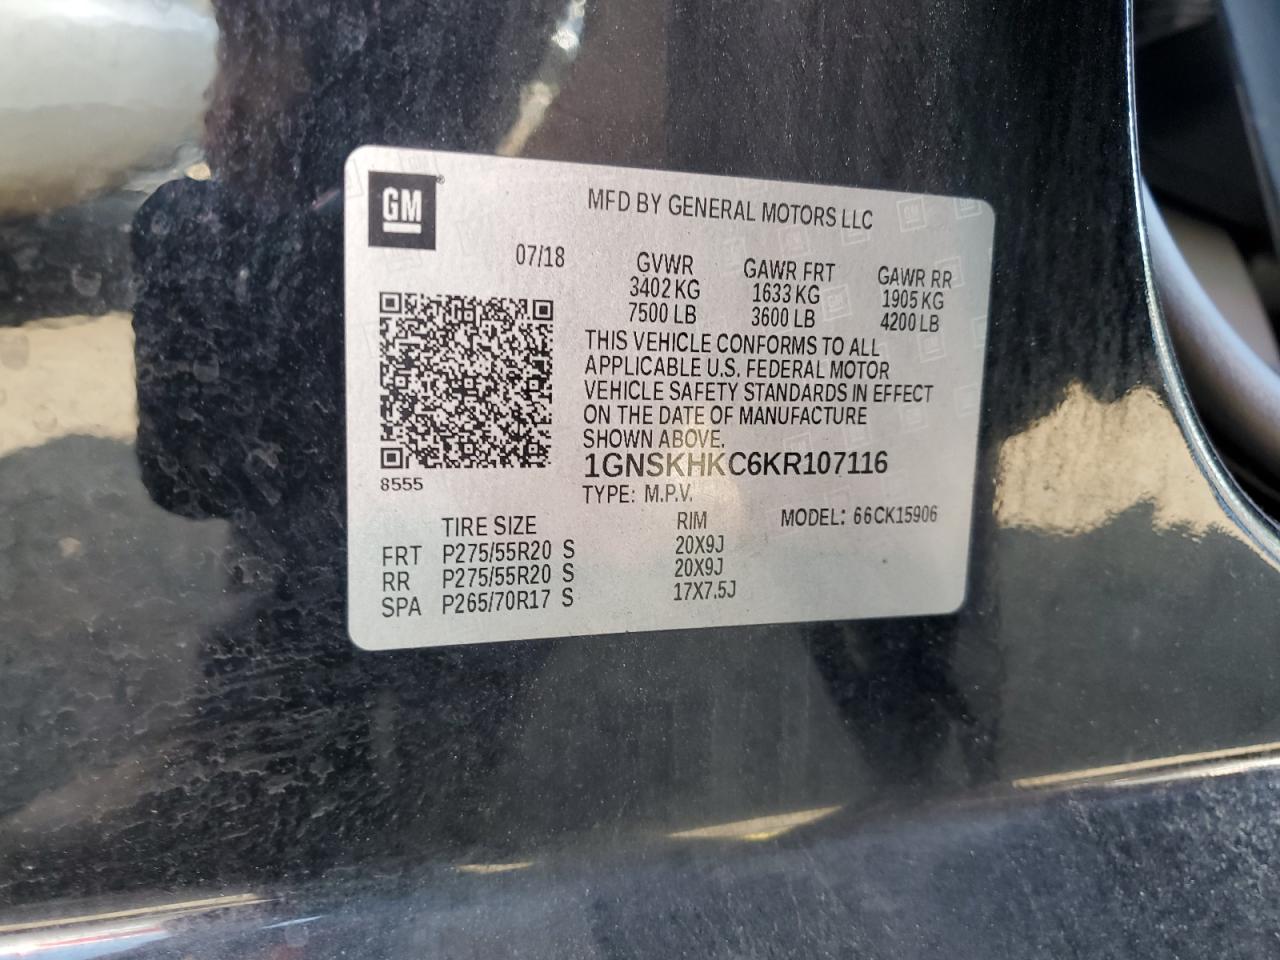 GM
MFD BY GENERAL MOTORS LLC
07/18
GVWR GAWR FRT GAWR RR
3402 KG 1633 KG 1905 KG
7500 LB 3600 LB 4200 LB
THIS VEHICLE CONFORMS TO ALL
APPLICABLE U.S. FEDERAL MOTOR
VEHICLE SAFETY STANDARDS IN EFFECT
ON THE DATE OF MANUFACTURE
SHOWN ABOVE.
1GNSKHKC6KR107116
8555
TYPE: M.P.V.
MODEL: 66CK15906
TIRE SIZE RIM
FRT P275/55R20 S 20X9J
RR P275/55R20 S 20X9J
SPA P265/70R17 S 17X7.5J